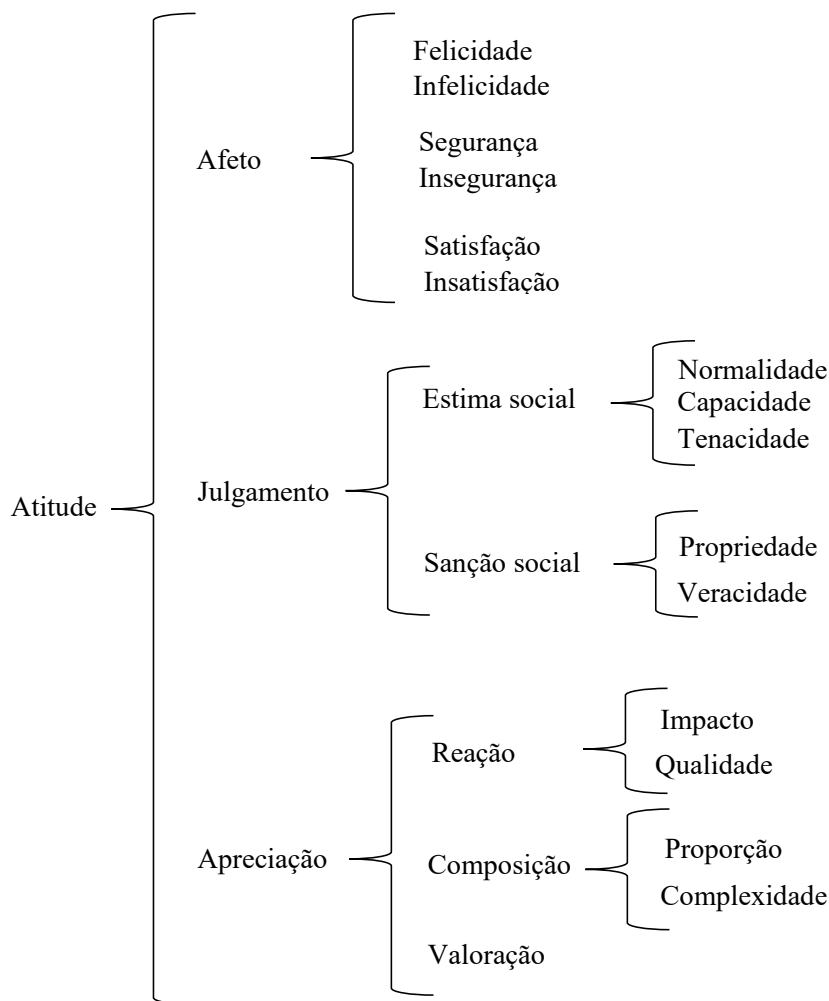 Felicidade
Infelicidade
Afeto
Segurança
Insegurança
Satisfação
Insatisfação
Atitude
Julgamento
Estima social
Normalidade
Capacidade
Tenacidade
Sanção social
Propriedade
Veracidade
Apreciação
Reação
Impacto
Qualidade
Composição
Proporção
Complexidade
Valoração